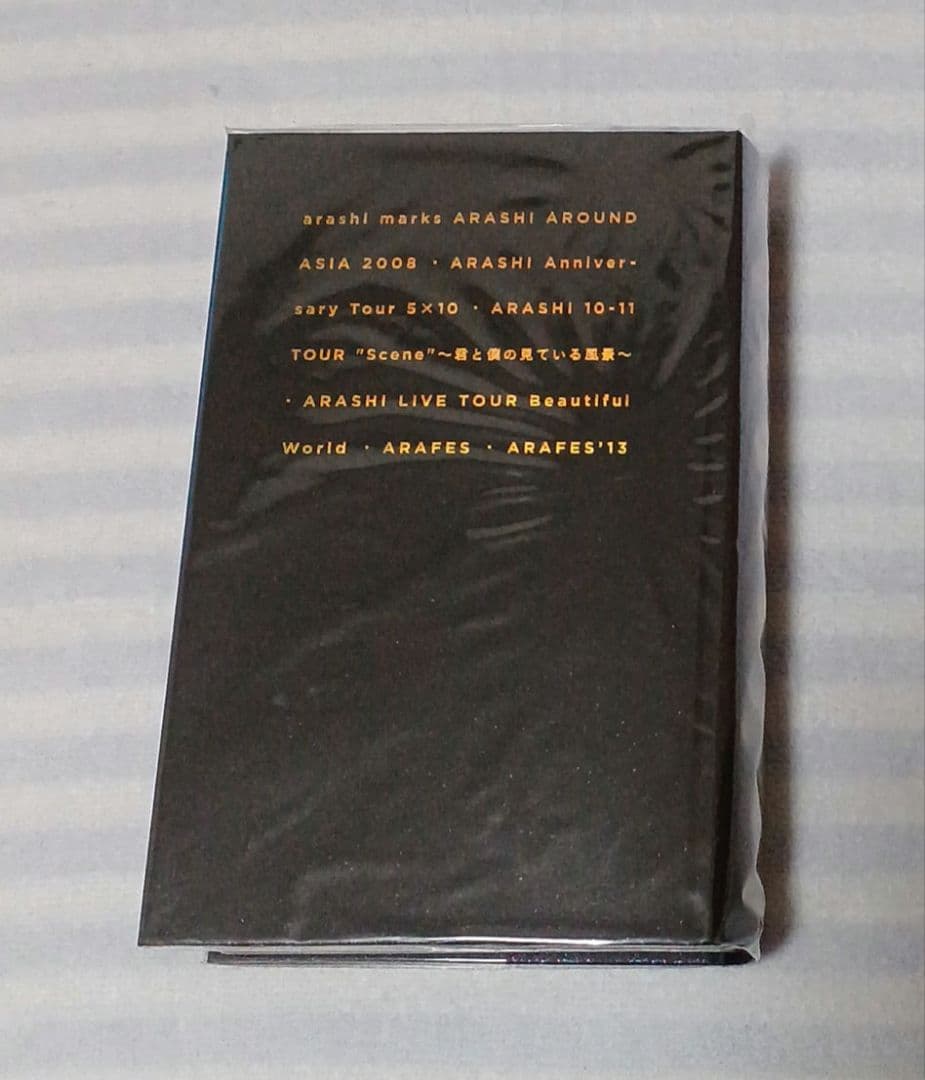 arashi marks ARASHI AROUND
ASIA 2008 · ARASHI Anniver-
sary Tour 5×10 · ARASHI 10-11
TOUR "Scene"～君と僕の見ている風景～
· ARASHI LIVE TOUR Beautiful
World · ARAFES · ARAFES'13